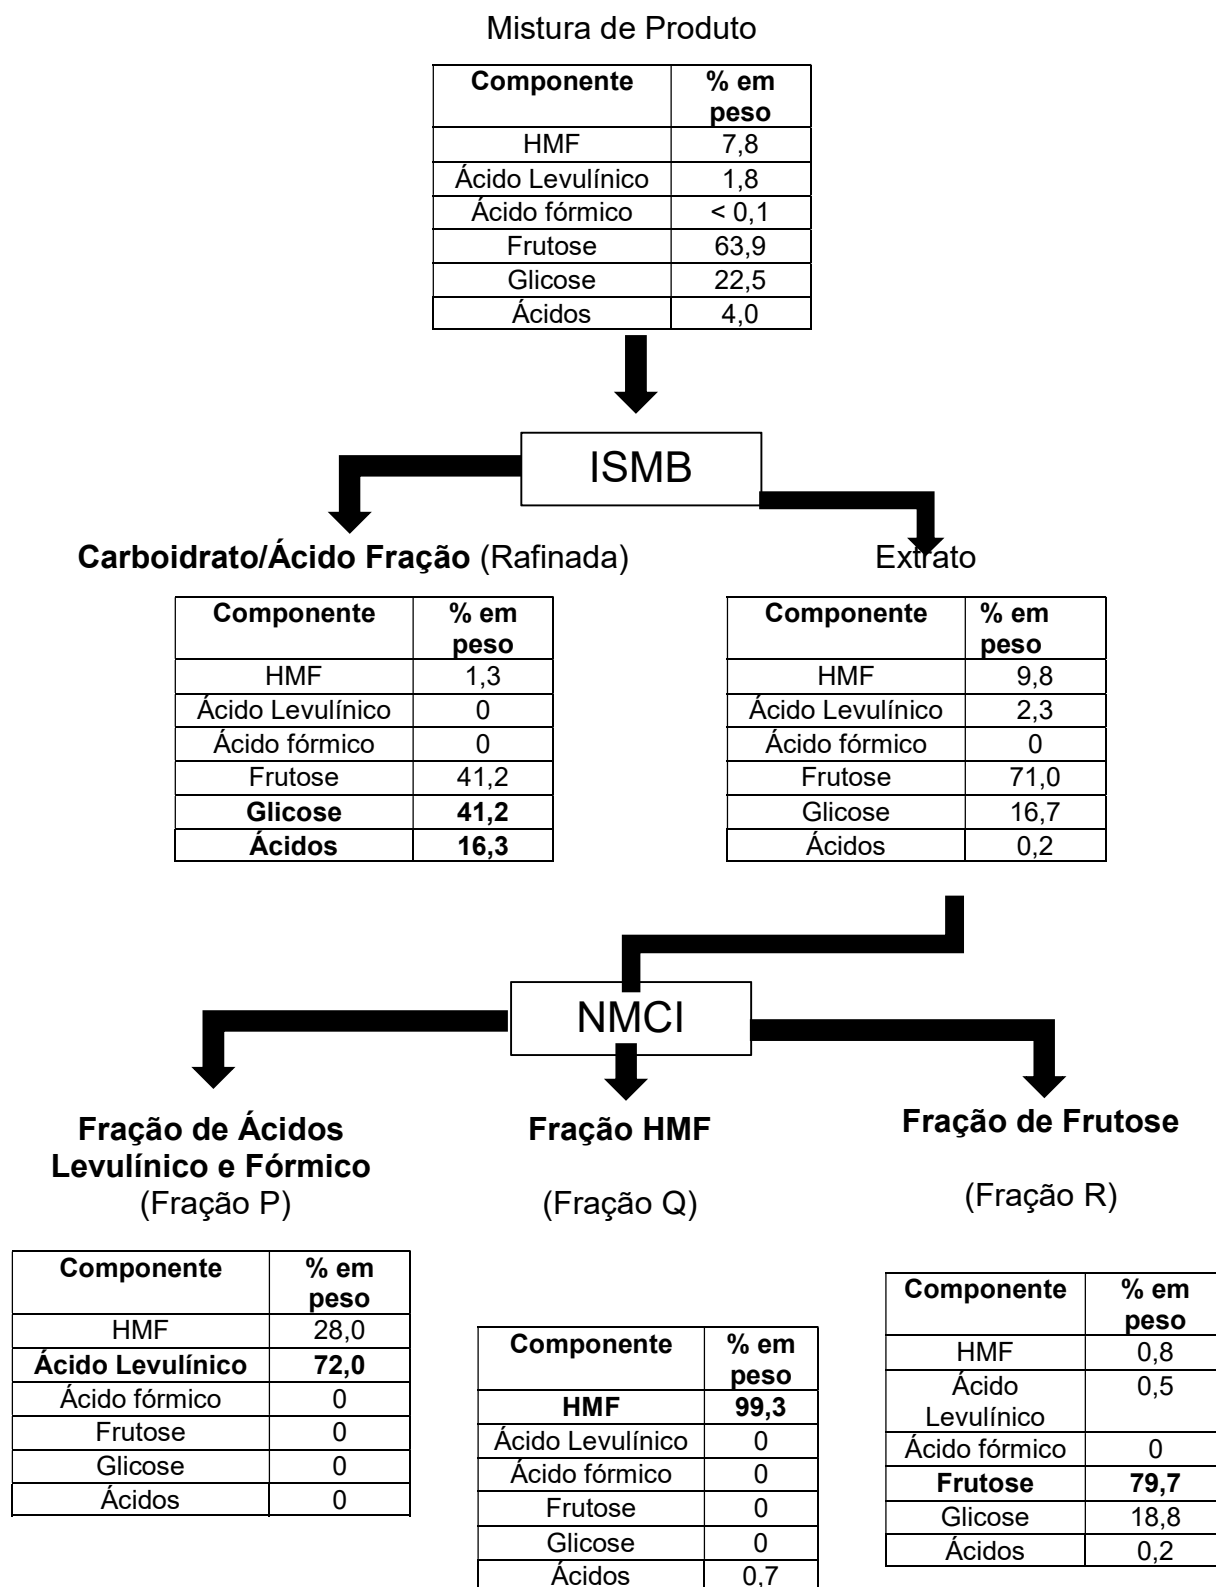 Mistura de Produto
Componente % em peso
HMF 7,8
Ácido Levulínico 1,8
Ácido fórmico < 0,1
Frutose 63,9
Glicose 22,5
Ácidos 4,0
ISMB
Carboidrato/Ácido Fração (Rafinada)
Componente % em peso
HMF 1,3
Ácido Levulínico 0
Ácido fórmico 0
Frutose 41,2
Glicose 41,2
Ácidos 16,3
Extrato
Componente % em peso
HMF 9,8
Ácido Levulínico 2,3
Ácido fórmico 0
Frutose 71,0
Glicose 16,7
Ácidos 0,2
NMCI
Fração de Ácidos
Levulínico e Fórmico
(Fração P)
Componente % em peso
HMF 28,0
Ácido Levulínico 72,0
Ácido fórmico 0
Frutose 0
Glicose 0
Ácidos 0
Fração HMF
(Fração Q)
Componente % em peso
HMF 99,3
Ácido Levulínico 0
Ácido fórmico 0
Frutose 0
Glicose 0
Ácidos 0,7
Fração de Frutose
(Fração R)
Componente % em peso
HMF 0,8
Ácido Levulínico 0,5
Ácido fórmico 0
Frutose 79,7
Glicose 18,8
Ácidos 0,2